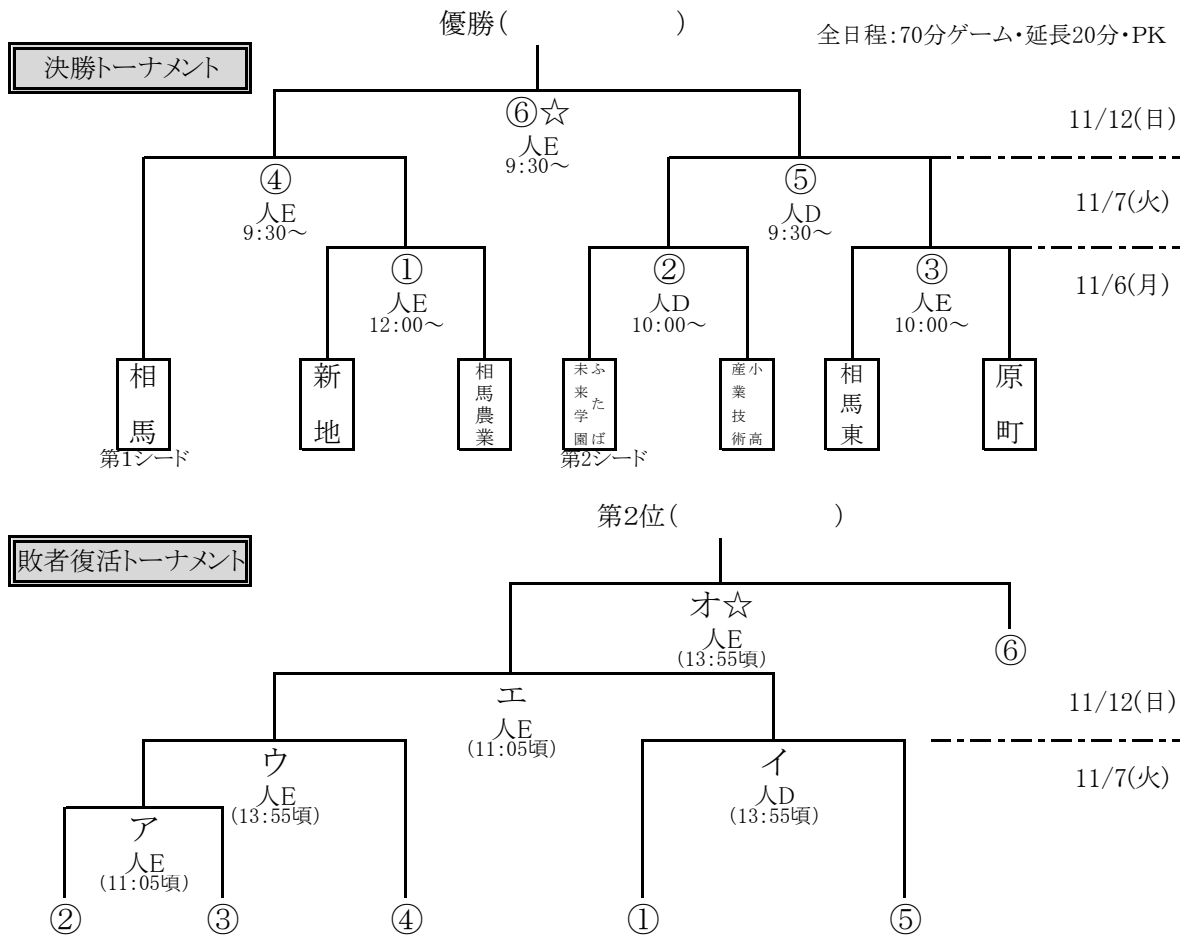 優勝( )
全日程:70分ゲーム・延長20分・PK
決勝トーナメント
⑥☆
人E
9:30～
11/12(日)
④
人E
9:30～
⑤
人D
9:30～
11/7(火)
①
人E
12:00～
②
人D
10:00～
③
人E
10:00～
11/6(月)
相馬
新地
相馬農業
ふたば未来学園
小高産業技術
相馬東
原町
第1シード
第2シード
第2位( )
敗者復活トーナメント
オ☆
人E
(13:55頃)
⑥
エ
人E
(11:05頃)
11/12(日)
ウ
人E
(13:55頃)
イ
人D
(13:55頃)
11/7(火)
ア
人E
(11:05頃)
②
③
④
①
⑤